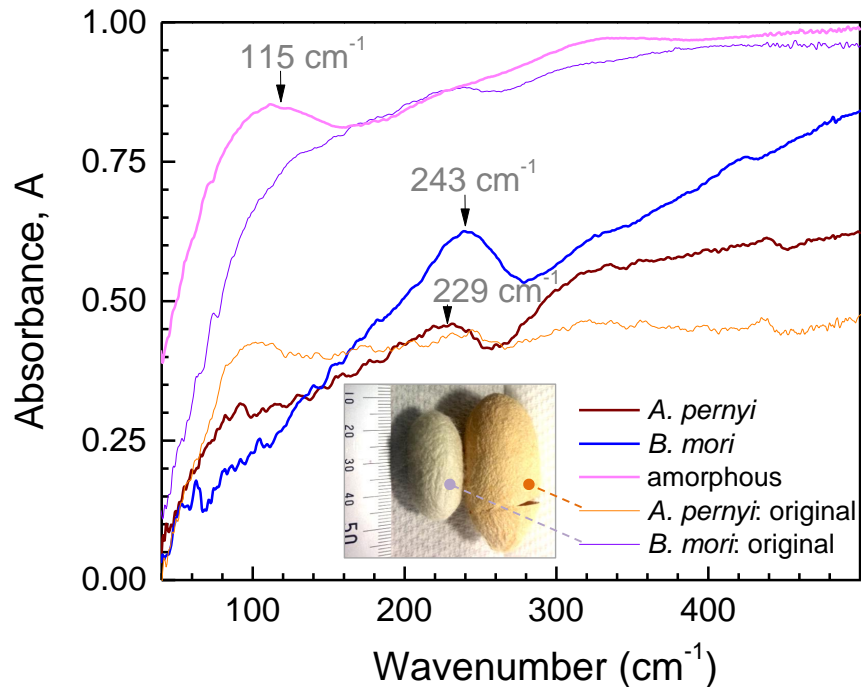 1.00
0.75
0.50
0.25
0.00
Absorbance, A
115 cm⁻¹
243 cm⁻¹
229 cm⁻¹
10
20
30
40
50
A. pernyi
B. mori
amorphous
A. pernyi: original
B. mori: original
100
200
300
400
Wavenumber (cm⁻¹)